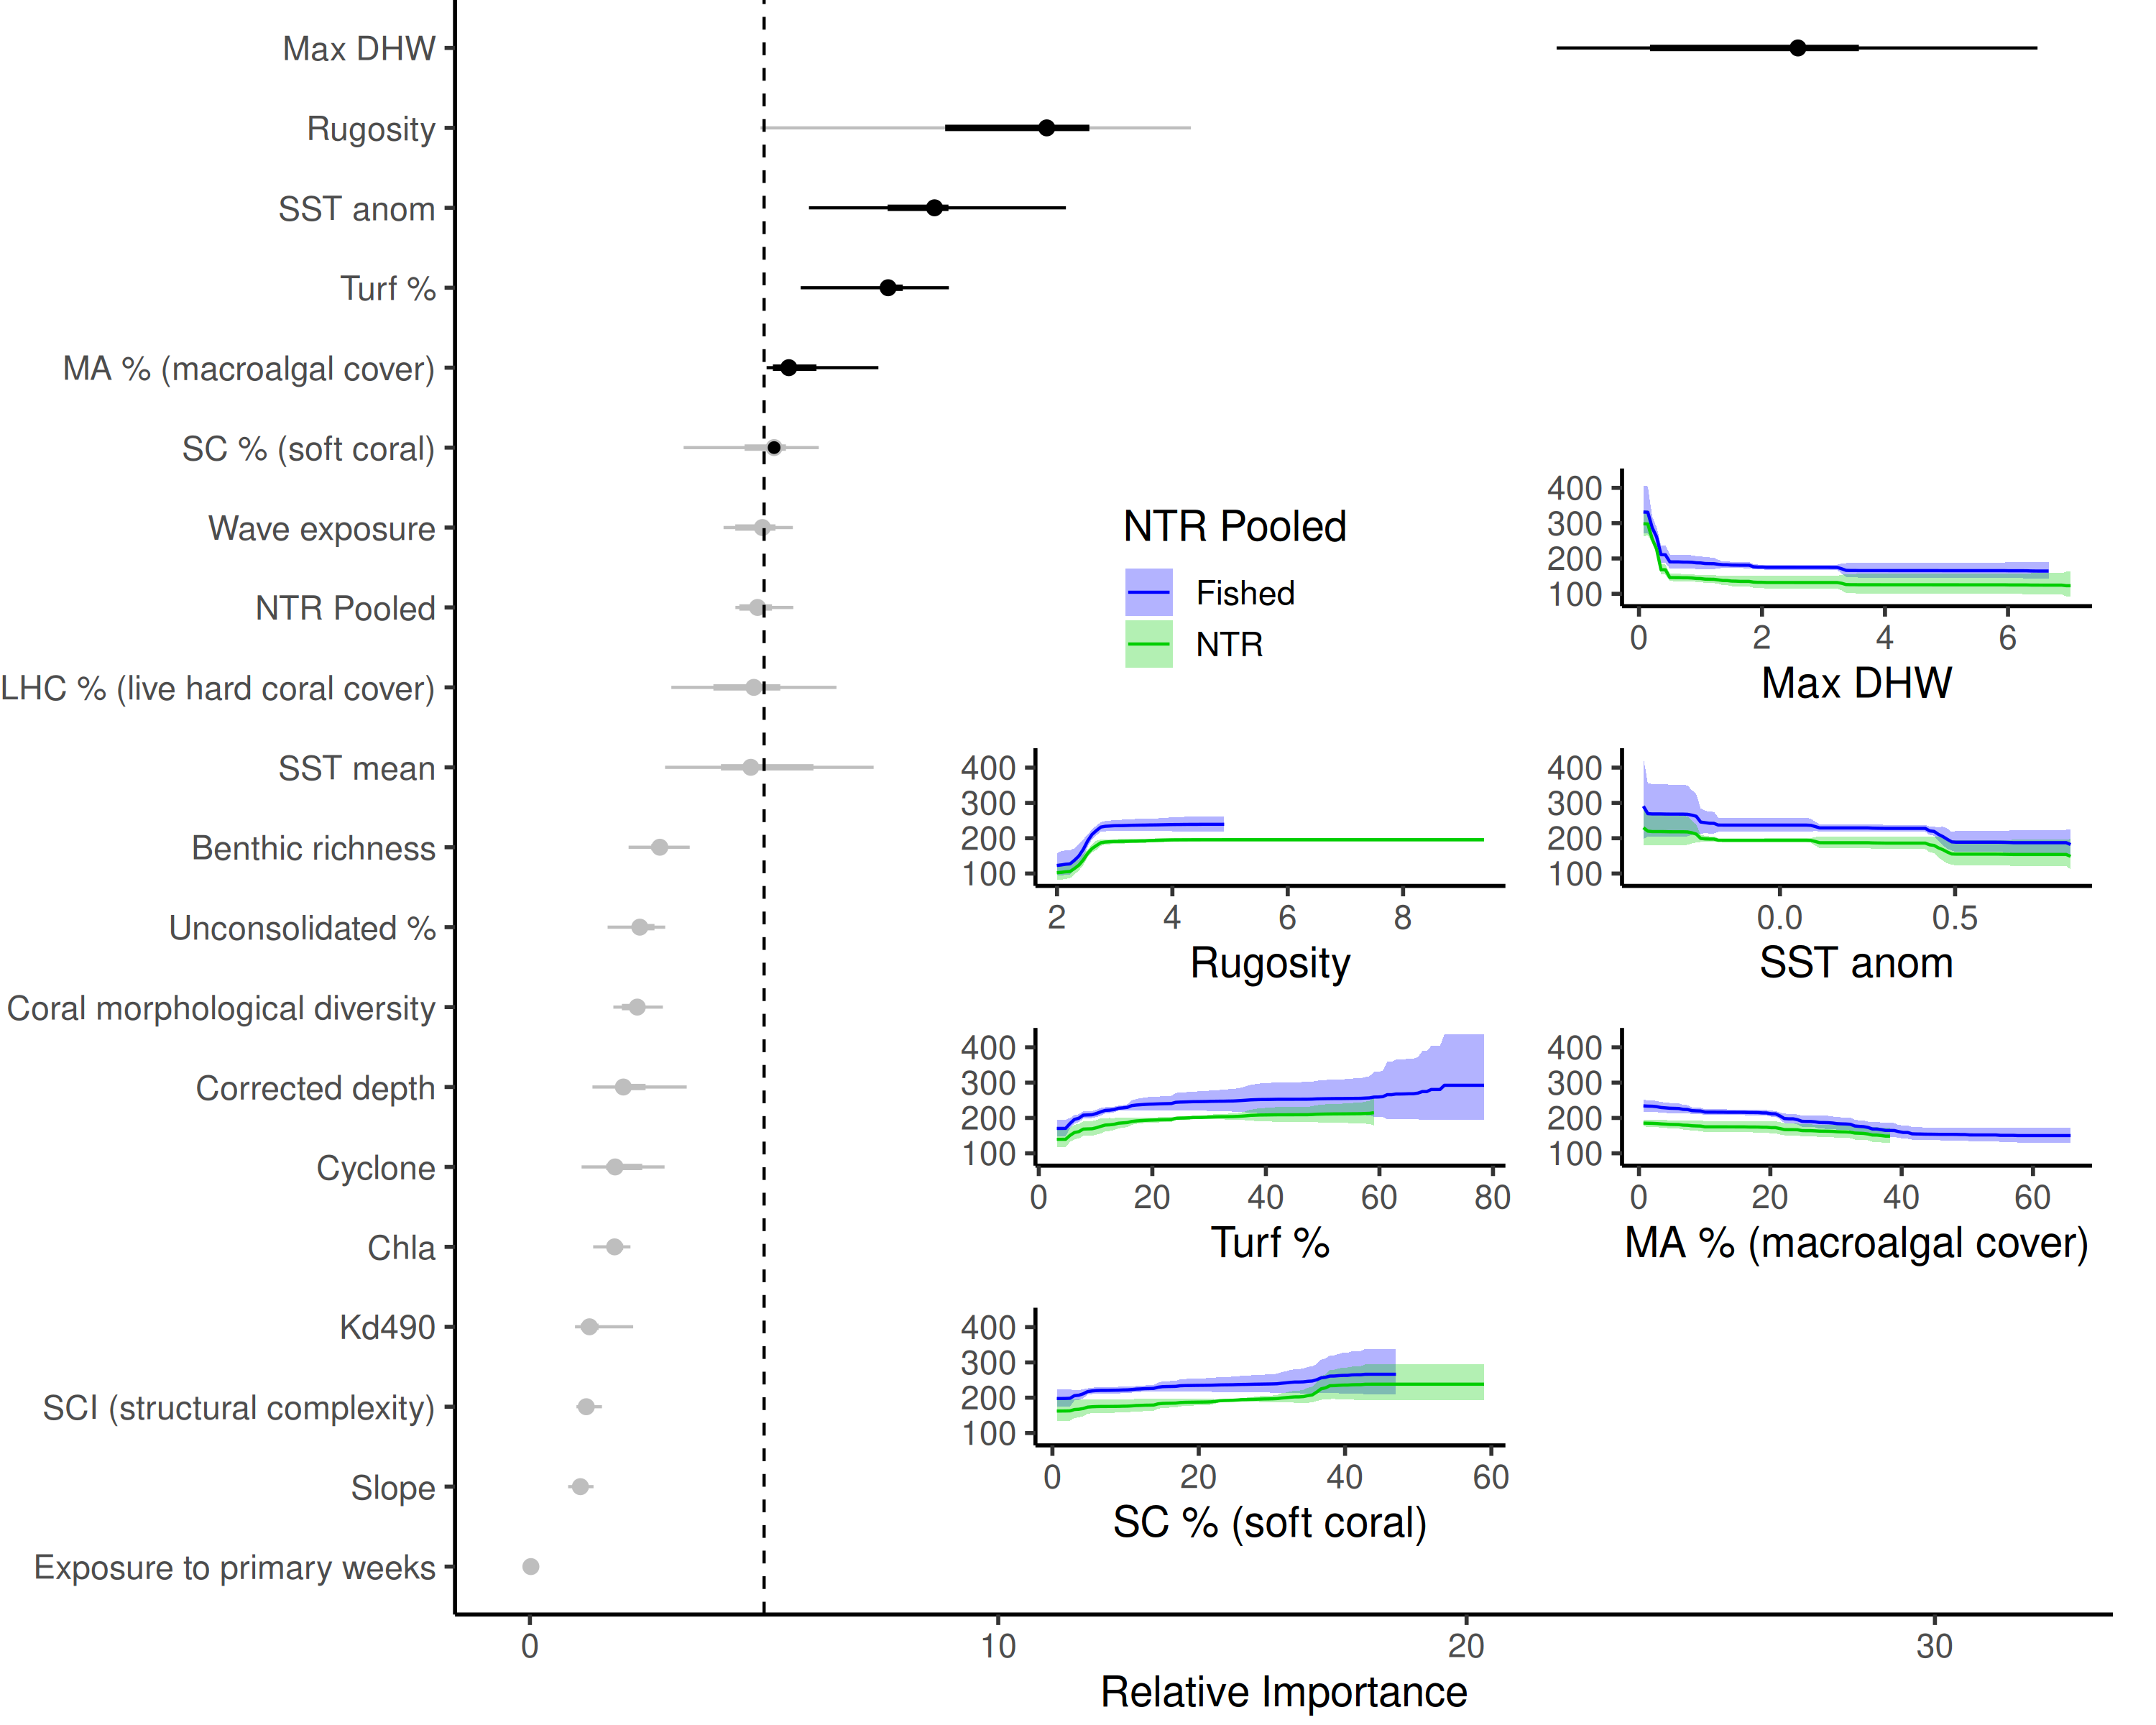 Max DHW
Rugosity
SST anom
Turf %
MA % (macroalgal cover)
SC % (soft coral)
Wave exposure
NTR Pooled
LHC % (live hard coral cover)
SST mean
Benthic richness
Unconsolidated %
Coral morphological diversity
Corrected depth
Cyclone
Chla
Kd490
SCI (structural complexity)
Slope
Exposure to primary weeks
0 10 20 30
Relative Importance
NTR Pooled
Fished
NTR
400
300
200
100
0 2 4 6
Max DHW
400
300
200
100
2 4 6 8
Rugosity
400
300
200
100
0.0 0.5
SST anom
400
300
200
100
0 20 40 60 80
Turf %
400
300
200
100
0 20 40 60
MA % (macroalgal cover)
400
300
200
100
0 20 40 60
SC % (soft coral)